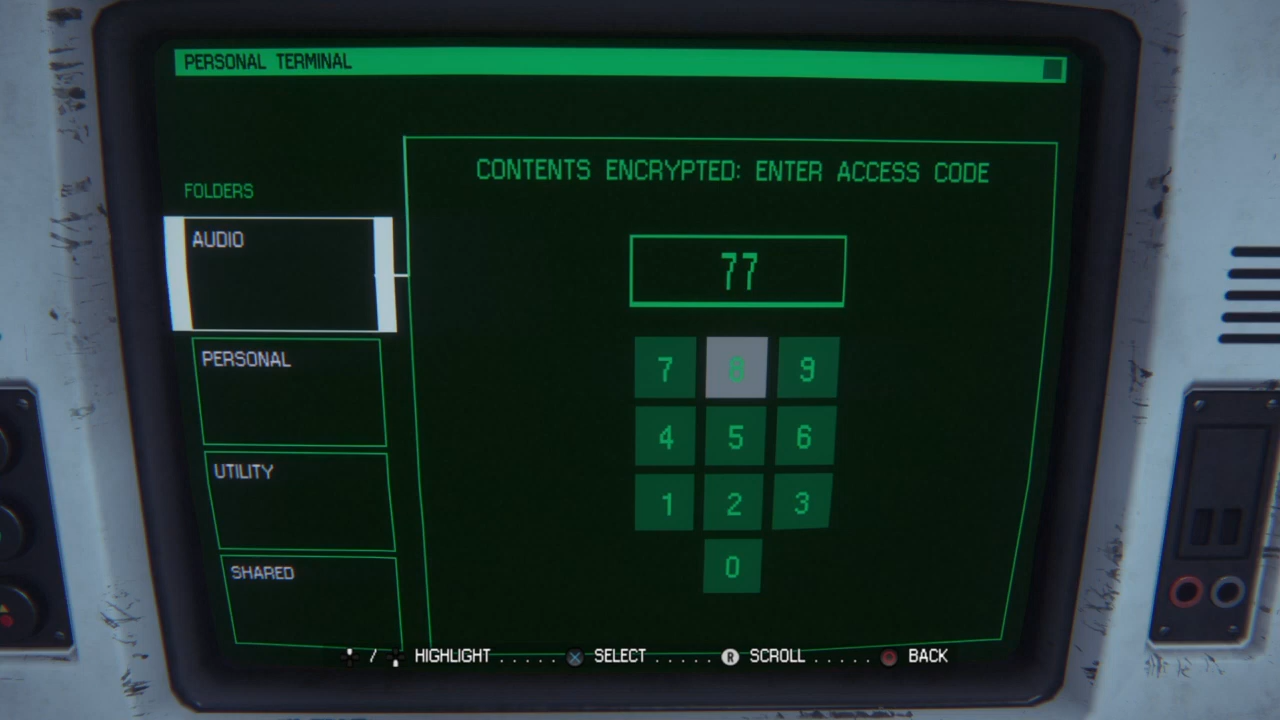 PERSONAL TERMINAL
CONTENTS ENCRYPTED: ENTER ACCESS CODE
FOLDERS
AUDIO
PERSONAL
UTILITY
SHARED
77
7 8 9
4 5 6
1 2 3
0
/ HIGHLIGHT ..... SELECT ..... R SCROLL ..... BACK